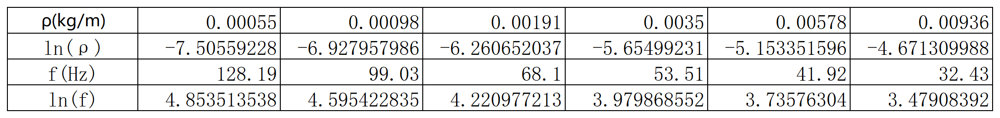 ρ(kg/m) 0.00055 0.00098 0.00191 0.0035 0.00578 0.00936
ln(ρ) -7.50559228 -6.927957986 -6.260652037 -5.65499231 -5.153351596 -4.671309988
f(Hz) 128.19 99.03 68.1 53.51 41.92 32.43
ln(f) 4.853513538 4.595422835 4.220977213 3.979868552 3.73576304 3.47908392